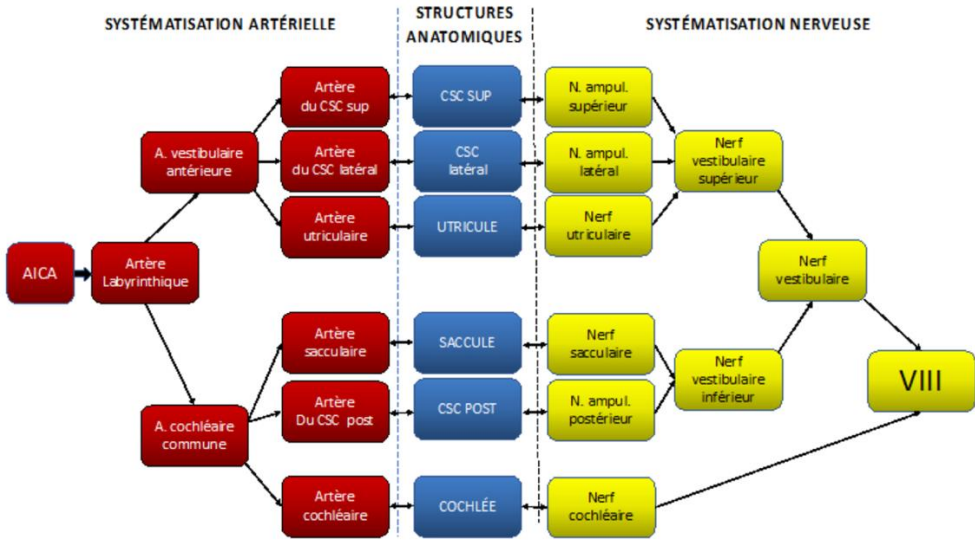 SYSTÉMATISATION ARTÉRIELLE
STRUCTURES
ANATOMIQUES
SYSTÉMATISATION NERVEUSE
Artère
du CSC sup
CSC SUP
N. ampul.
supérieur
A. vestibulaire
antérieure
Artère
du CSC latéral
CSC
latéral
N. ampul.
latéral
Nerf
vestibulaire
supérieur
Artère
utriculaire
UTRICULE
Nerf
utriculaire
AICA
Artère
Labyrinthique
Nerf
vestibulaire
Artère
sacculaire
SACCULE
Nerf
sacculaire
Nerf
vestibulaire
inférieur
VIII
A. cochléaire
commune
Artère
Du CSC post
CSC POST
N. ampul.
postérieur
Artère
cochléaire
COCHLÉE
Nerf
cochléaire